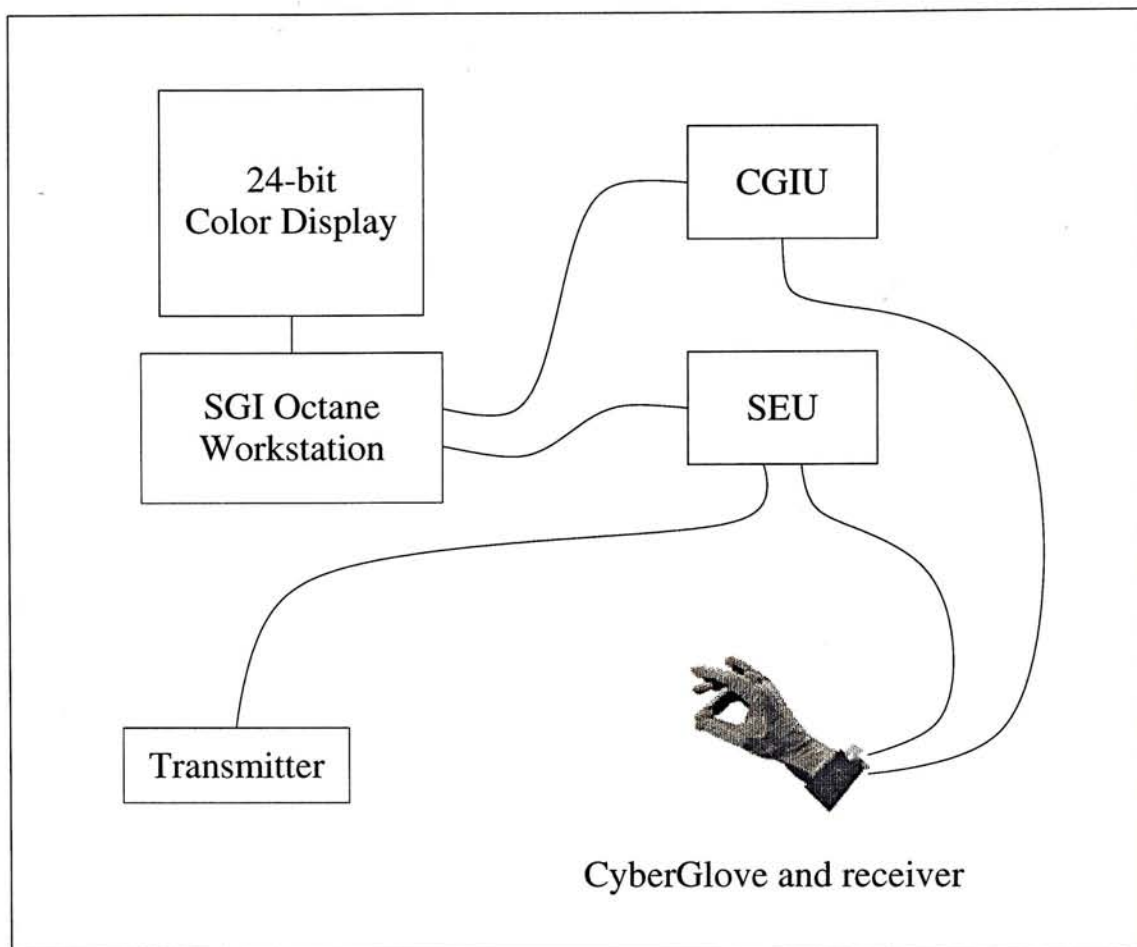 24-bit
Color Display
CGIU
SGI Octane
Workstation
SEU
Transmitter
CyberGlove and receiver